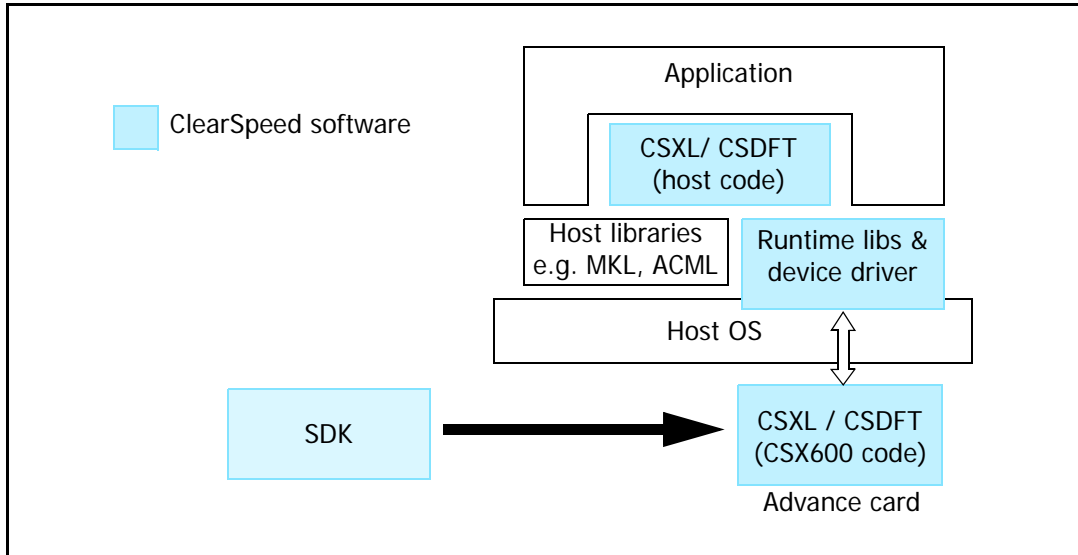 Application
ClearSpeed software
CSXL/ CSDFT
(host code)
Host libraries
e.g. MKL, ACML
Runtime libs &
device driver
Host OS
SDK
CSXL / CSDFT
(CSX600 code)
Advance card